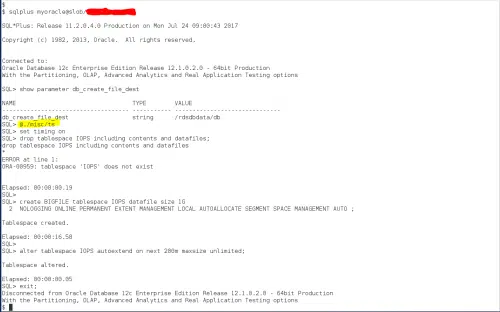 $
$ sqlplus myoracle@slob/
SQL*Plus: Release 11.2.0.4.0 Production on Mon Jul 24 09:00:43 2017
Copyright (c) 1982, 2013, Oracle. All rights reserved.
Connected to:
Oracle Database 12c Enterprise Edition Release 12.1.0.2.0 - 64bit Production
With the Partitioning, OLAP, Advanced Analytics and Real Application Testing options
SQL> show parameter db_create_file_dest
NAME TYPE VALUE
------------------------------------ ----------- ------------------------------
db_create_file_dest string /rdsdbdata/db
SQL> @./misc/ts
SQL> set timing on
SQL> drop tablespace IOPS including contents and datafiles;
drop tablespace IOPS including contents and datafiles
*
ERROR at line 1:
ORA-00959: tablespace 'IOPS' does not exist
Elapsed: 00:00:00.19
SQL>
SQL> create BIGFILE tablespace IOPS datafile size 1G
2 NOLOGGING ONLINE PERMANENT EXTENT MANAGEMENT LOCAL AUTOALLOCATE SEGMENT SPACE MANAGEMENT AUTO ;
Tablespace created.
Elapsed: 00:00:16.58
SQL>
SQL> alter tablespace IOPS autoextend on next 200m maxsize unlimited;
Tablespace altered.
Elapsed: 00:00:00.05
SQL> exit;
Disconnected from Oracle Database 12c Enterprise Edition Release 12.1.0.2.0 - 64bit Production
With the Partitioning, OLAP, Advanced Analytics and Real Application Testing options
$